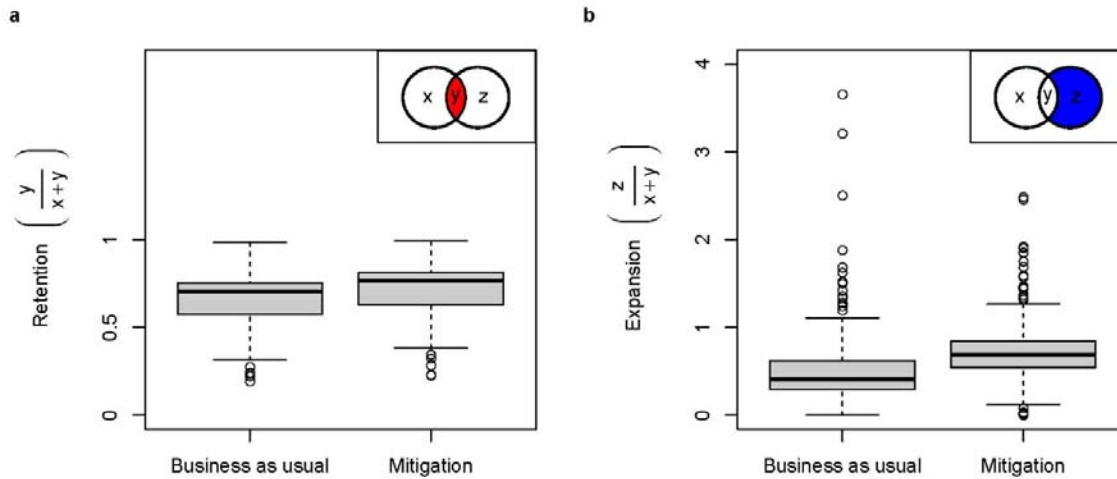 a
x y z
Retention ( y / x + y )
1
0.5
0
Business as usual
Mitigation
b
x y z
Expansion ( z / x + y )
4
3
2
1
0
Business as usual
Mitigation